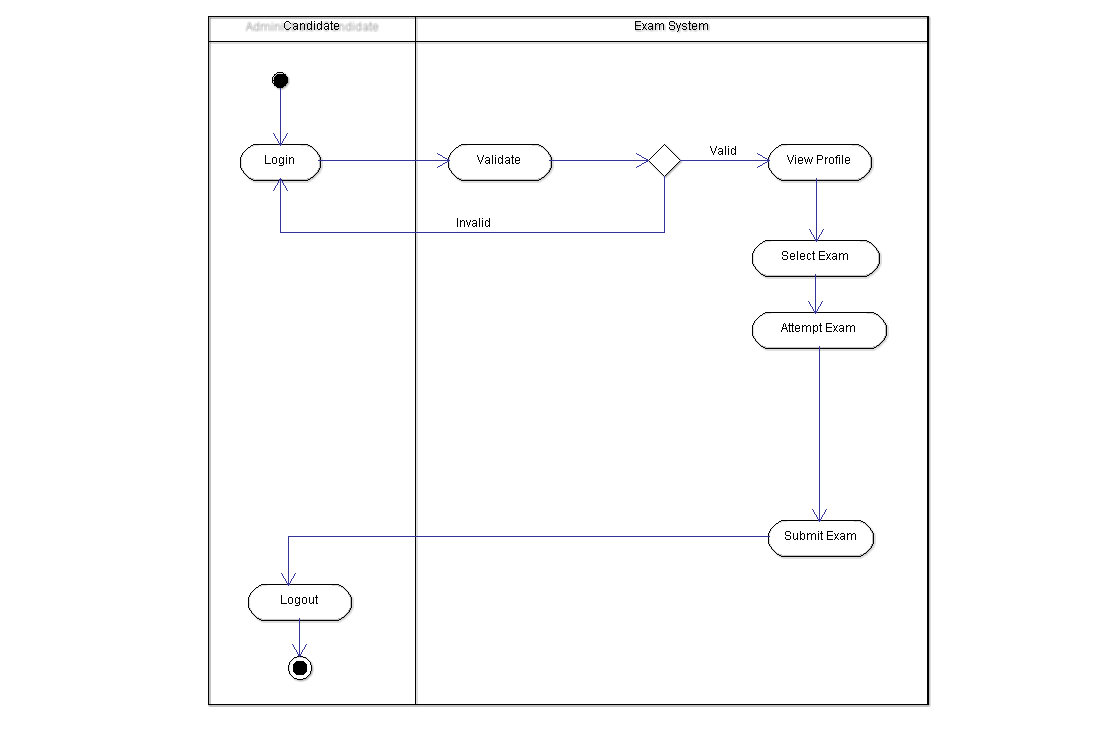 Candidate
Exam System
Login
Validate
Valid
View Profile
Invalid
Select Exam
Attempt Exam
Submit Exam
Logout